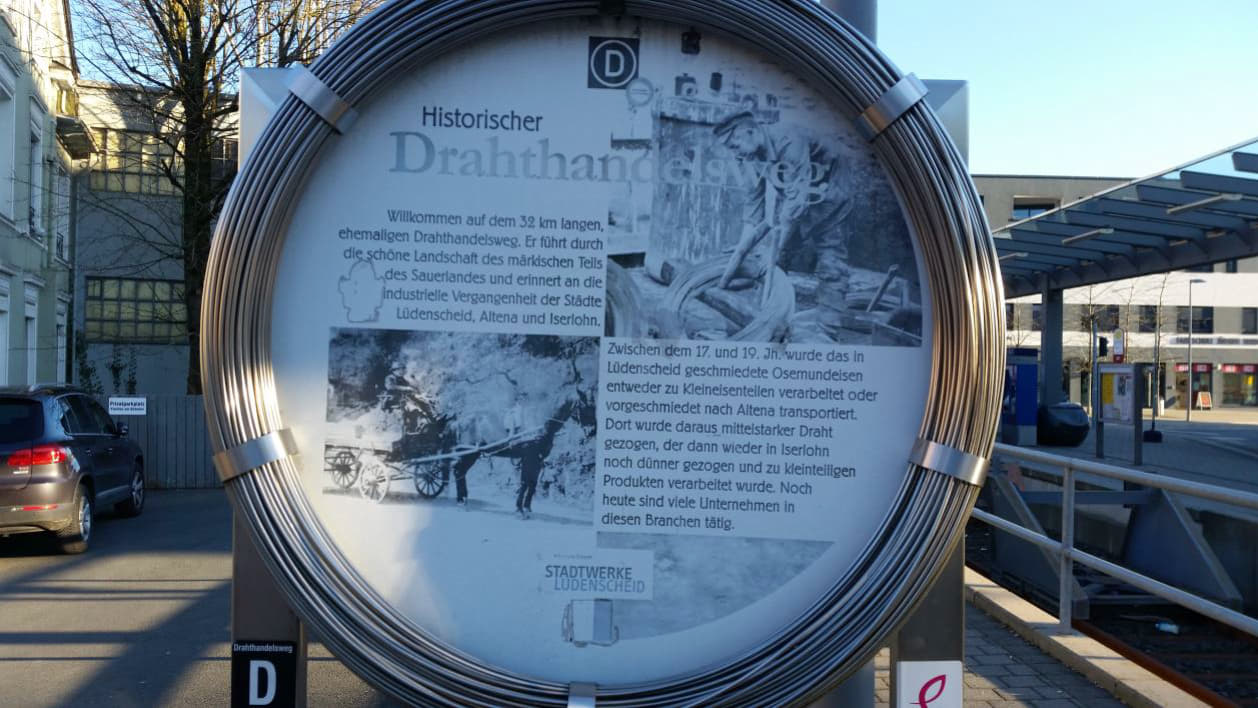 D
Historischer
Drahthandelsweg
Willkommen auf dem 32 km langen,
ehemaligen Drahthandelsweg. Er führt durch
die schöne Landschaft des märkischen Teils
des Sauerlandes und erinnert an die
industrielle Vergangenheit der Städte
Lüdenscheid, Altena und Iserlohn.
Zwischen dem 17. und 19. Jh. wurde das in
Lüdenscheid geschmiedete Osemundeisen
entweder zu Kleineisenteilen verarbeitet oder
vorgeschmiedet nach Altena transportiert.
Dort wurde daraus mittelstarker Draht
gezogen, der dann wieder in Iserlohn
noch dünner gezogen und zu kleinteiligen
Produkten verarbeitet wurde. Noch
heute sind viele Unternehmen in
diesen Branchen tätig.
STADTWERKE
LÜDENSCHEID
Privatparkplatz
Drahthandelsweg
D